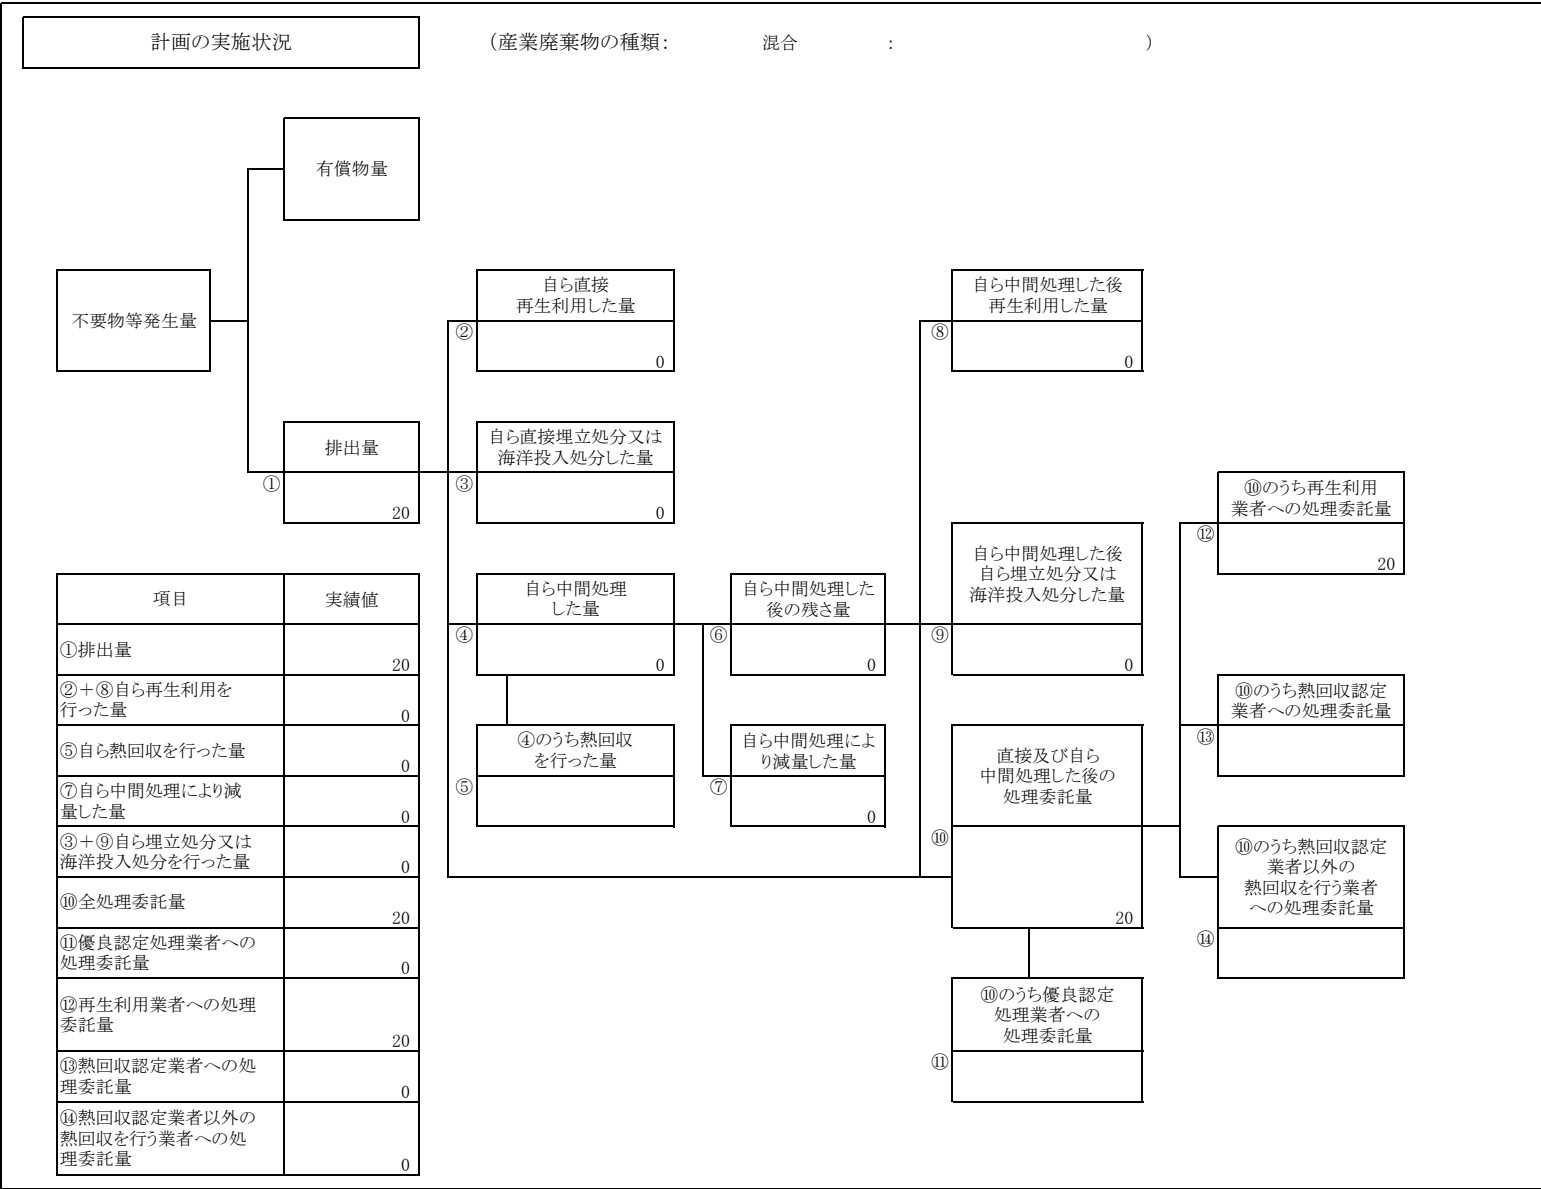 計画の実施状況
(産業廃棄物の種類： 混合 ： )
有償物量
不要物等発生量
自ら直接
再生利用した量
②
0
自ら中間処理した後
再生利用した量
⑧
0
排出量
①
20
自ら直接埋立処分又は
海洋投入処分した量
③
0
⑩のうち再生利用
業者への処理委託量
⑫
20
自ら中間処理した後
自ら埋立処分又は
海洋投入処分した量
⑨
0
自ら中間処理
した量
④
0
自ら中間処理した
後の残さ量
⑥
0
⑩のうち熱回収認定
業者への処理委託量
⑬
④のうち熱回収
を行った量
⑤
自ら中間処理によ
り減量した量
⑦
0
直接及び自ら
中間処理した後の
処理委託量
⑩
20
⑩のうち熱回収認定
業者以外の
熱回収を行う業者
への処理委託量
⑭
⑩のうち優良認定
処理業者への
処理委託量
⑪
項目 実績値
①排出量
20
②＋⑧自ら再生利用を
行った量
0
⑤自ら熱回収を行った量
0
⑦自ら中間処理により減
量した量
0
③＋⑨自ら埋立処分又は
海洋投入処分を行った量
0
⑩全処理委託量
20
⑪優良認定処理業者への
処理委託量
0
⑫再生利用業者への処理
委託量
20
⑬熱回収認定業者への処
理委託量
0
⑭熱回収認定業者以外の
熱回収を行う業者への処
理委託量
0